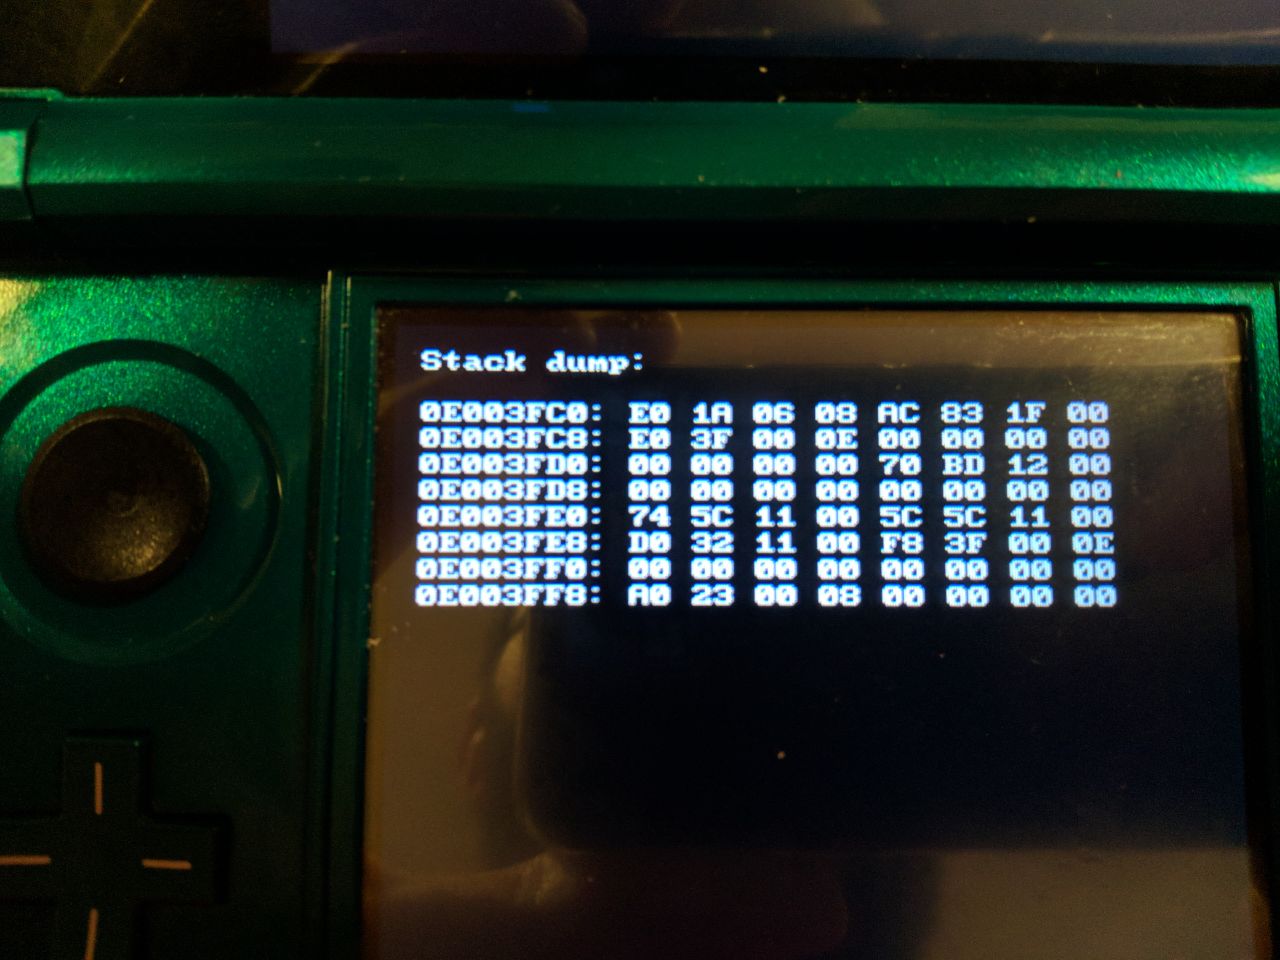 Stack dump:
0E003FC0: E0 1A 06 08 AC 83 1F 00
0E003FC8: E0 3F 00 0E 00 00 00 00
0E003FD0: 00 00 00 00 70 BD 12 00
0E003FD8: 00 00 00 00 00 00 00 00
0E003FE0: 74 5C 11 00 5C 5C 11 00
0E003FE8: D0 32 11 00 F8 3F 00 0E
0E003FF0: 00 00 00 00 00 00 00 00
0E003FF8: A0 23 00 08 00 00 00 00